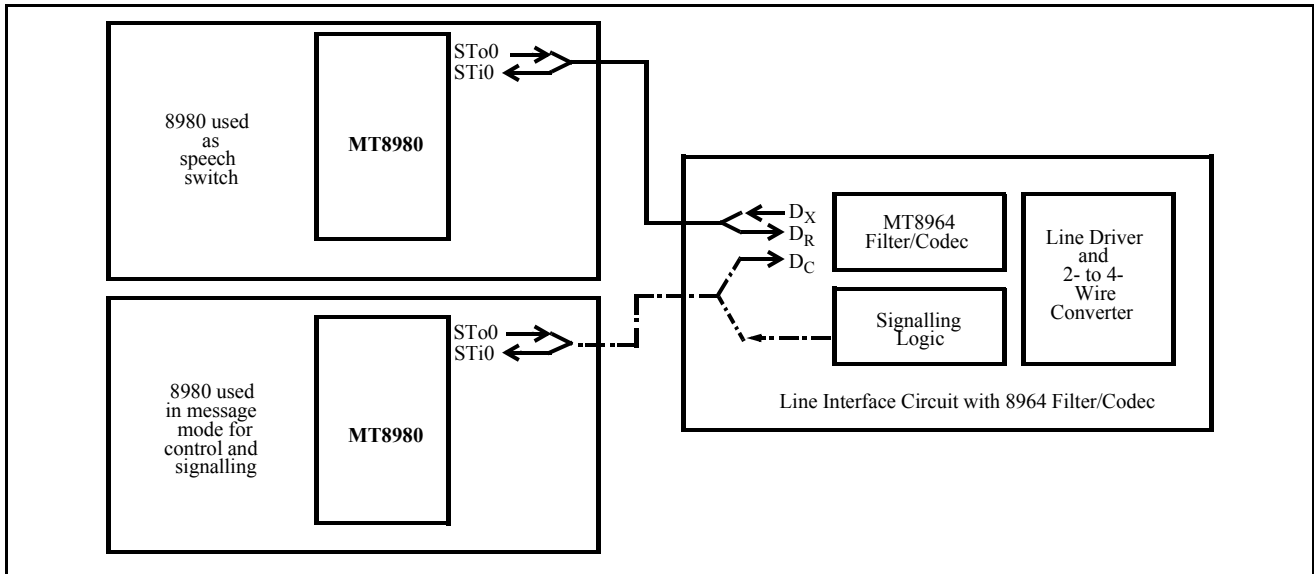 8980 used
as
speech
switch
MT8980
STo0
STi0
8980 used
in message
mode for
control and
signalling
MT8980
STo0
STi0
DX
DR
DC
MT8964
Filter/Codec
Signalling
Logic
Line Driver
and
2- to 4-
Wire
Converter
Line Interface Circuit with 8964 Filter/Codec